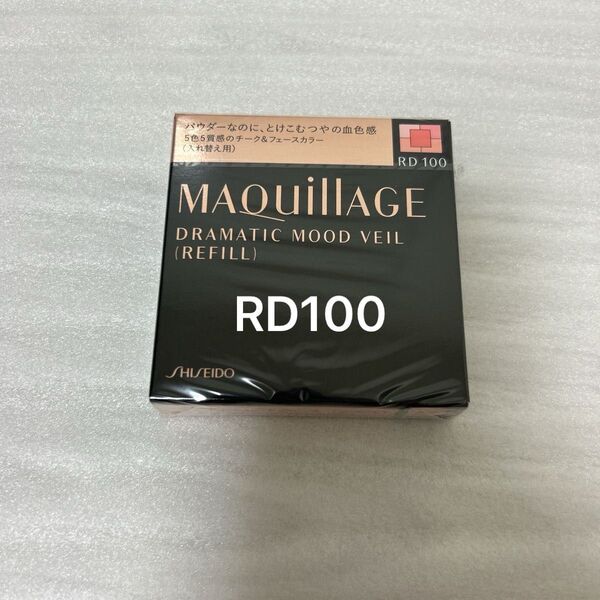 パウダーなのに、とけこむつやの血色感
5色5質感のチーク&フェースカラー
(入れ替え用)
RD 100
MAQuillAGE
DRAMATIC MOOD VEIL
(REFILL)
RD100
SHISEIDO